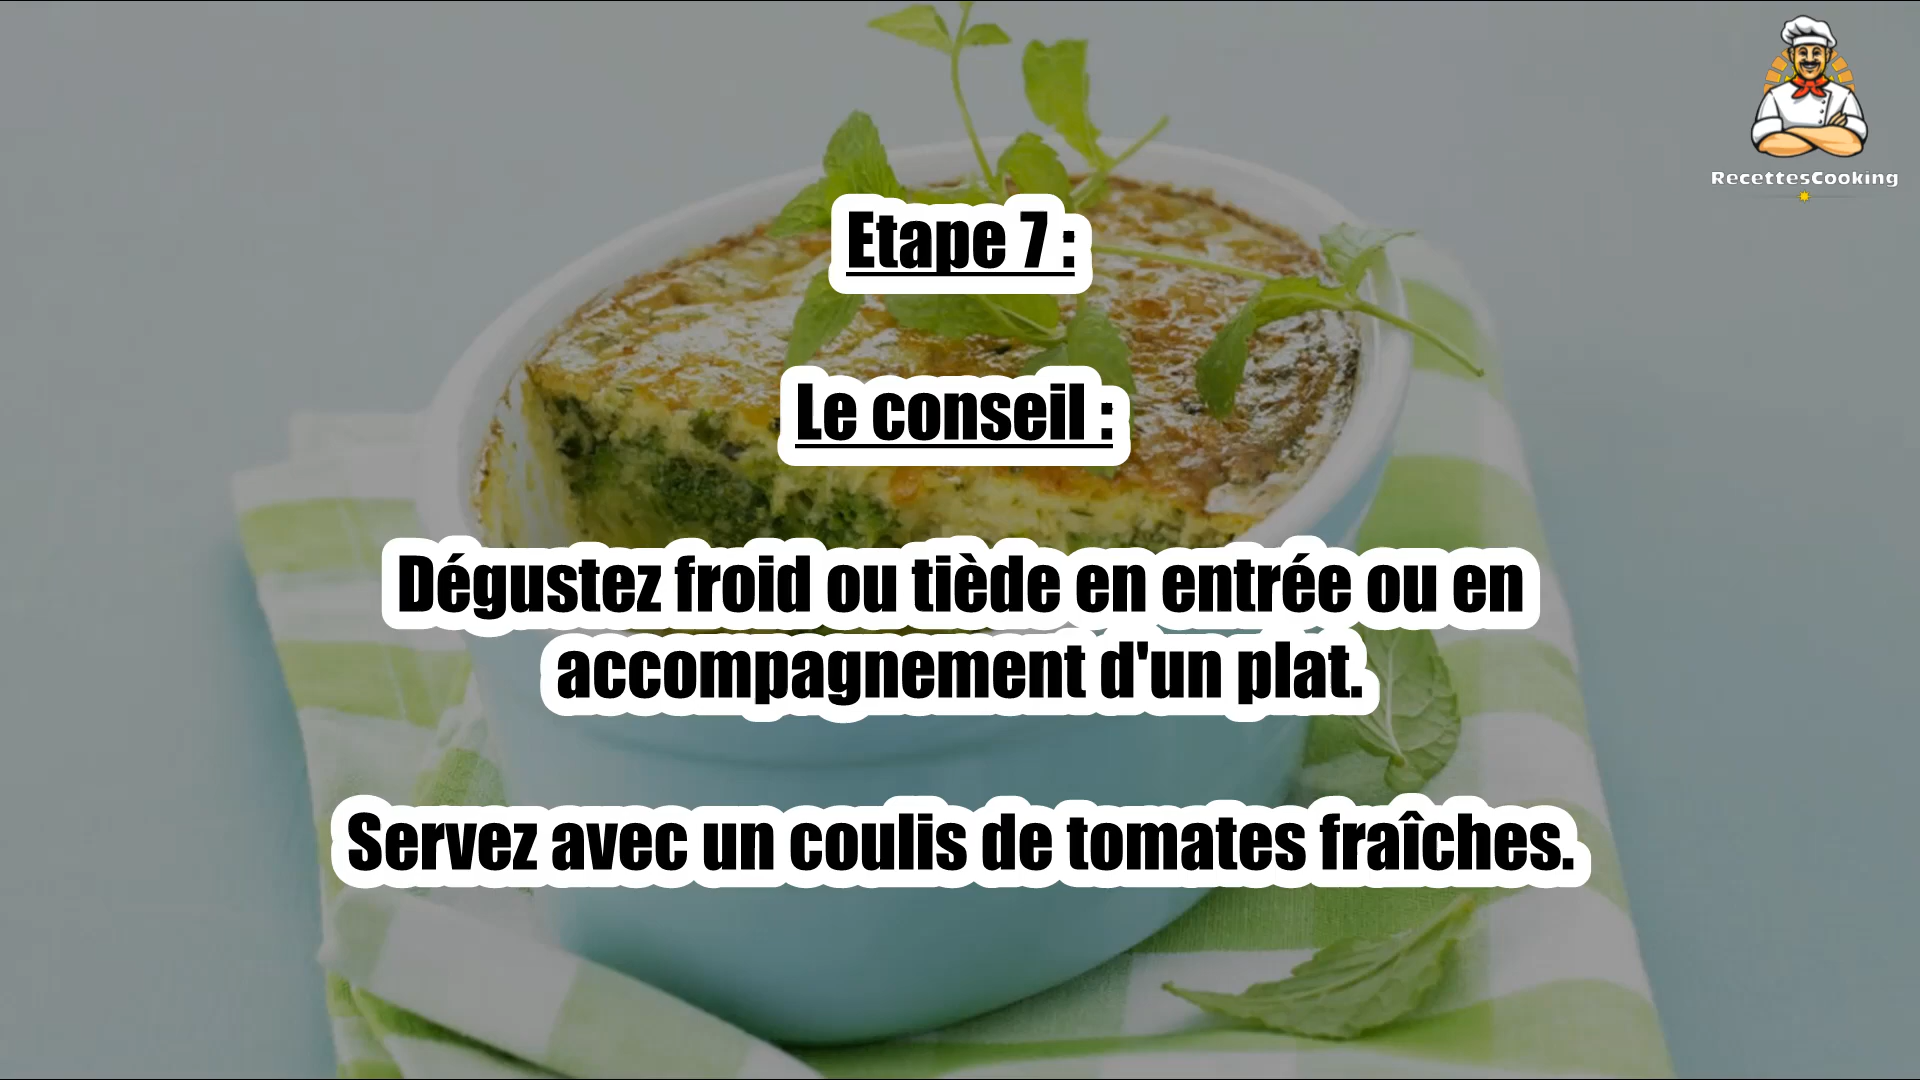 RecettesCooking
Etape 7 :
Le conseil :
Dégustez froid ou tiède en entrée ou en
accompagnement d'un plat.
Servez avec un coulis de tomates fraîches.